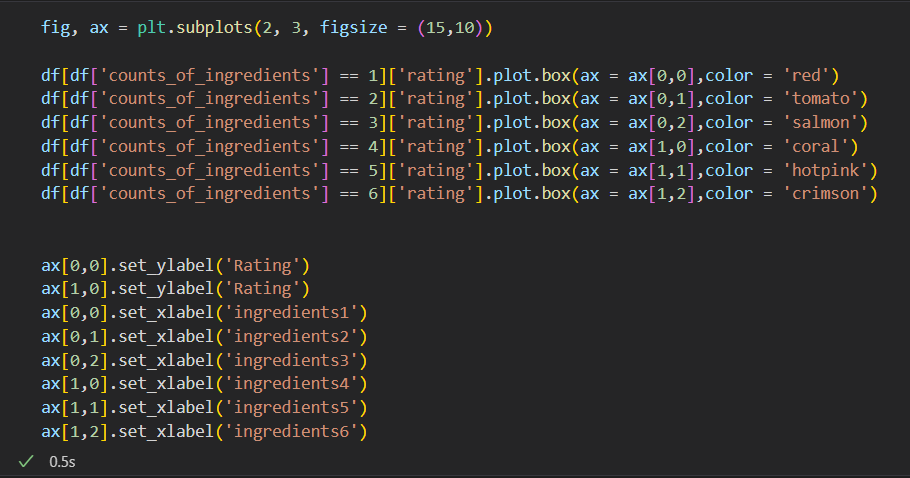 fig, ax = plt.subplots(2, 3, figsize = (15,10))
df[df['counts_of_ingredients'] == 1]['rating'].plot.box(ax = ax[0,0],color = 'red')
df[df['counts_of_ingredients'] == 2]['rating'].plot.box(ax = ax[0,1],color = 'tomato')
df[df['counts_of_ingredients'] == 3]['rating'].plot.box(ax = ax[0,2],color = 'salmon')
df[df['counts_of_ingredients'] == 4]['rating'].plot.box(ax = ax[1,0],color = 'coral')
df[df['counts_of_ingredients'] == 5]['rating'].plot.box(ax = ax[1,1],color = 'hotpink')
df[df['counts_of_ingredients'] == 6]['rating'].plot.box(ax = ax[1,2],color = 'crimson')
ax[0,0].set_ylabel('Rating')
ax[1,0].set_ylabel('Rating')
ax[0,0].set_xlabel('ingredients1')
ax[0,1].set_xlabel('ingredients2')
ax[0,2].set_xlabel('ingredients3')
ax[1,0].set_xlabel('ingredients4')
ax[1,1].set_xlabel('ingredients5')
ax[1,2].set_xlabel('ingredients6')
0.5s